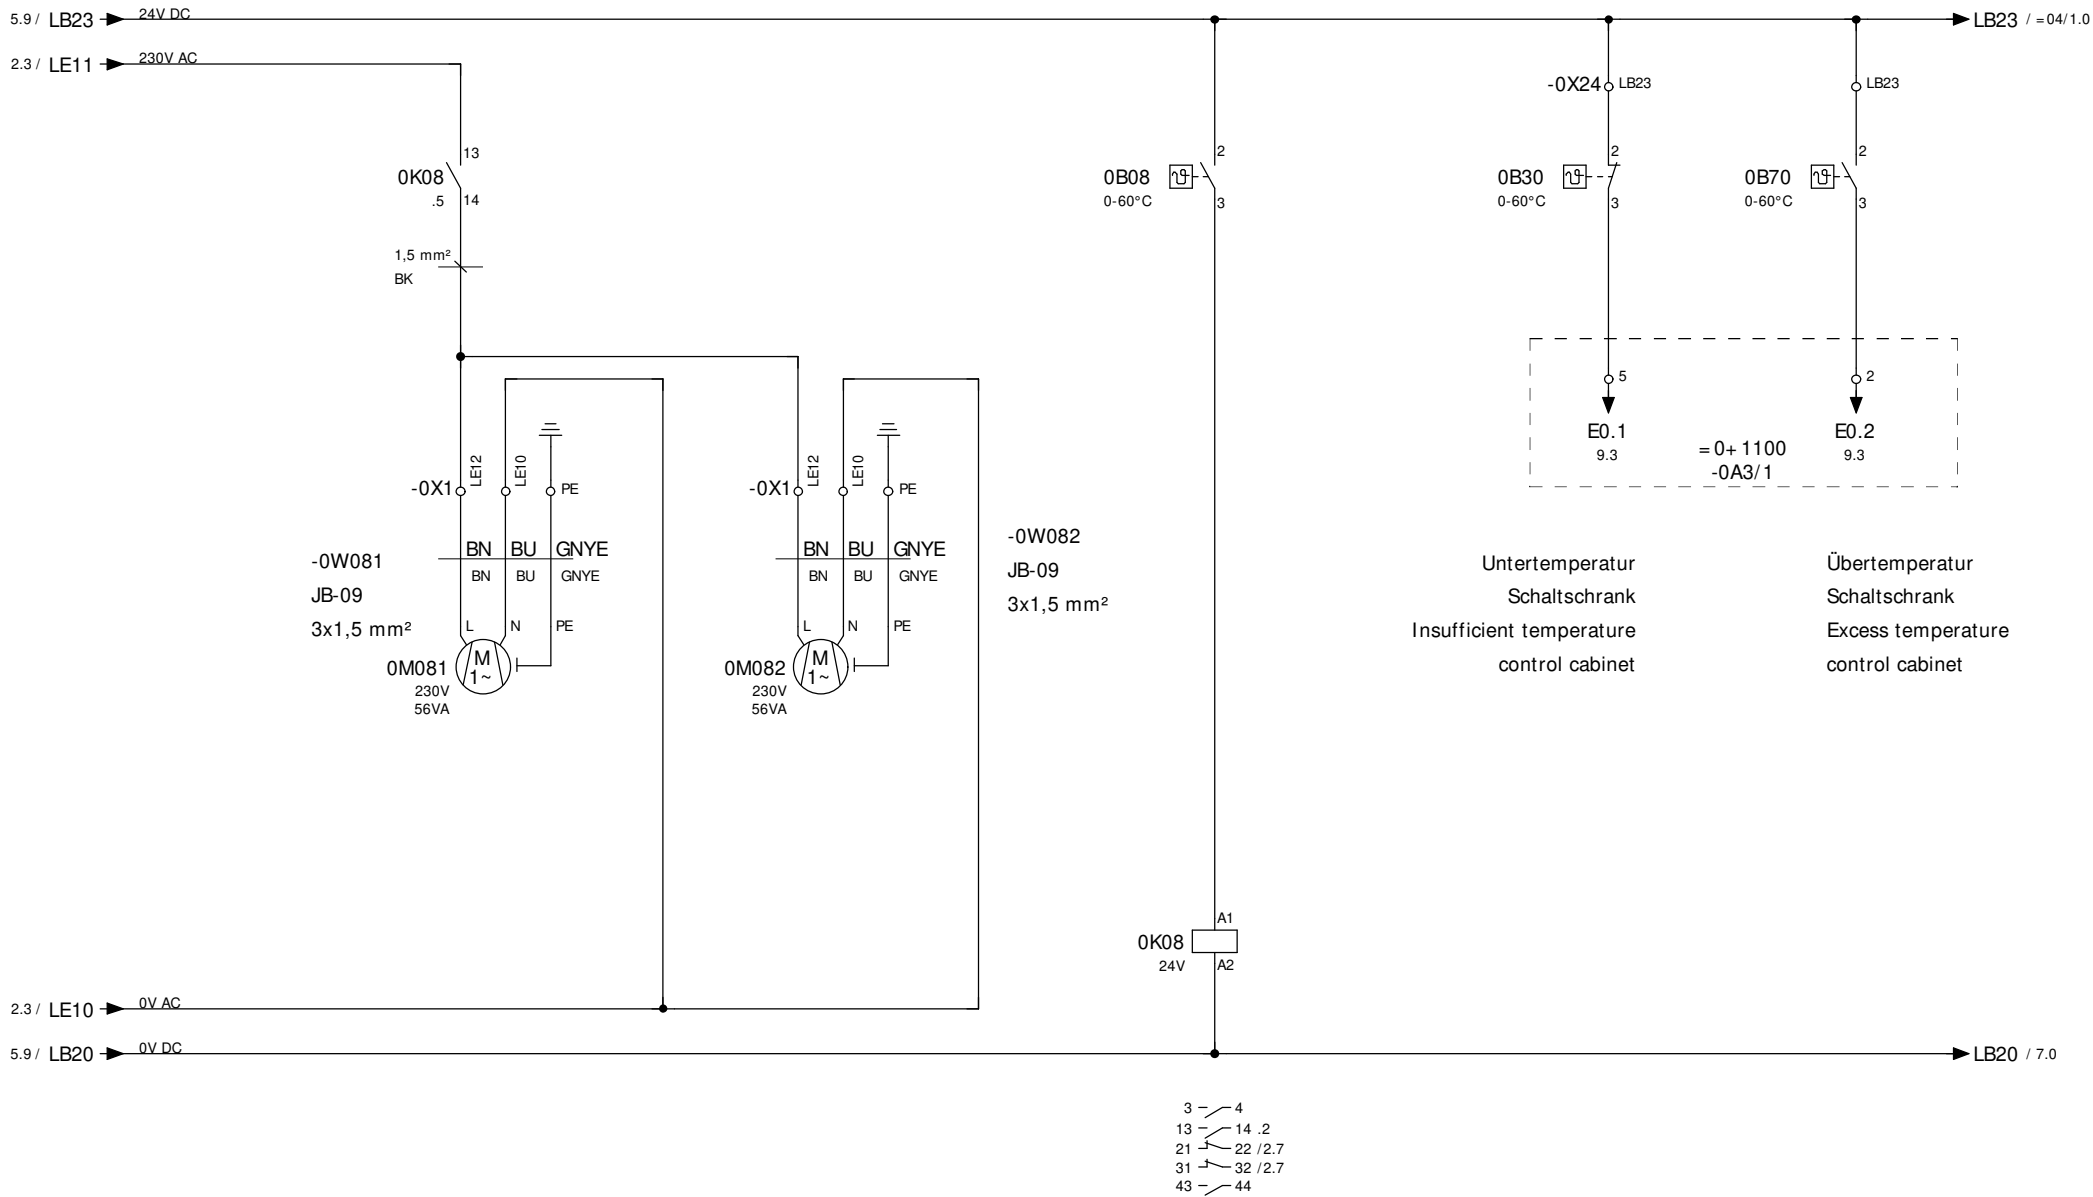 5.9 / LB23 24V DC LB23 / =04/1.0
2.3 / LE11 230V AC
-0X24 LB23 LB23
13 2 2 2
0K08 0B08 0B30 0B70
.5 14 0-60°C 3 0-60°C 3 0-60°C 3
1,5 mm²
BK
5 2
E0.1 E0.2
9.3 =0+1100 9.3
-0A3/1
LE12 LE10 LE12 LE10
-0X1 PE -0X1 PE
-0W082
BN BU GNYE BN BU GNYE
-0W081 Untertemperatur Übertemperatur
BN BU GNYE BN BU GNYE JB-09
JB-09 Schaltschrank Schaltschrank
3x1,5 mm²
3x1,5 mm² L N PE L N PE Insufficient temperature Excess temperature
0M081 M 1~ 0M082 M 1~ control cabinet control cabinet
230V 230V
56VA 56VA
A1
0K08
24V A2
2.3 / LE10 0V AC
5.9 / LB20 0V DC LB20 / 7.0
3 4
13 14 .2
21 22 /2.7
31 32 /2.7
43 44